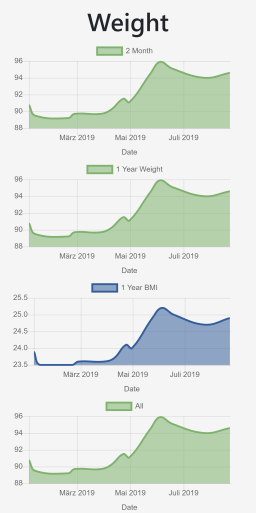 Weight
2 Month
96
94
92
90
88
März 2019 Mai 2019 Juli 2019
Date
1 Year Weight
96
94
92
90
88
März 2019 Mai 2019 Juli 2019
Date
1 Year BMI
25.5
25.0
24.5
24.0
23.5
März 2019 Mai 2019 Juli 2019
Date
All
96
94
92
90
88
März 2019 Mai 2019 Juli 2019
Date